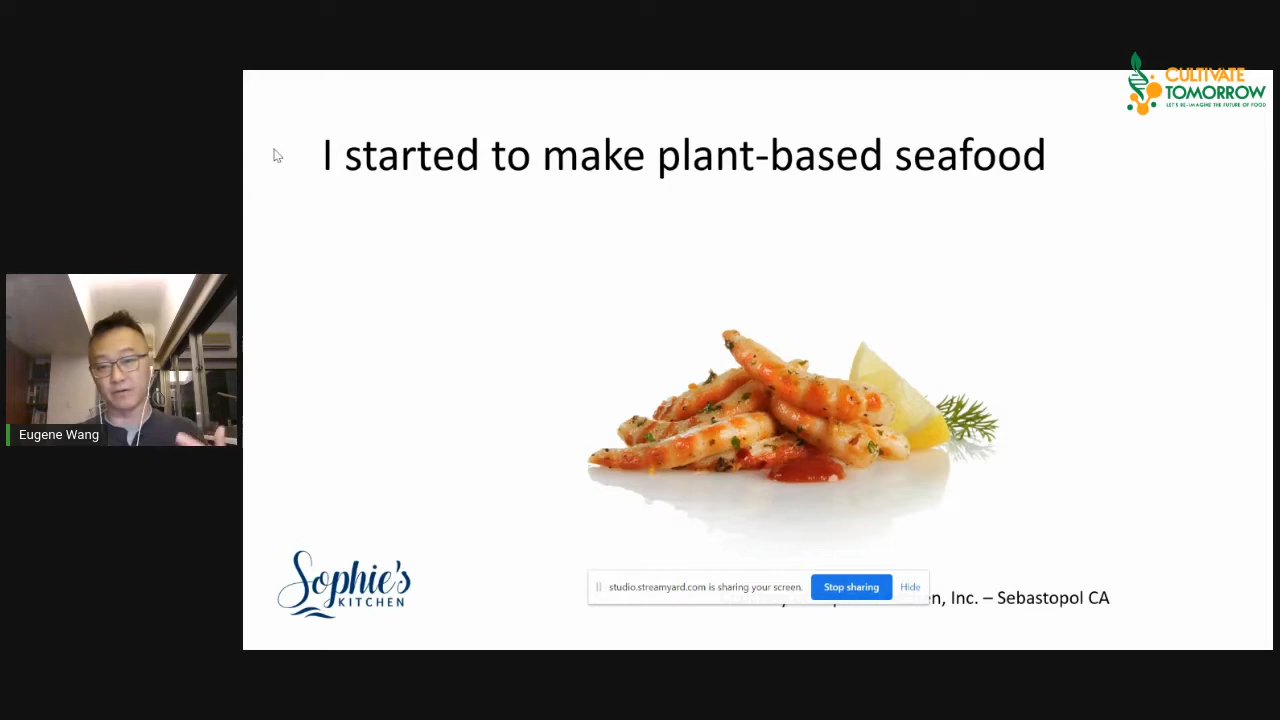 CULTIVATE
TOMORROW
LET'S RE-IMAGINE THE FUTURE OF FOOD
I started to make plant-based seafood
Eugene Wang
Sophie's
KITCHEN
studio.streamyard.com is sharing your screen.
Stop sharing
Hide
Inc. – Sebastopol CA